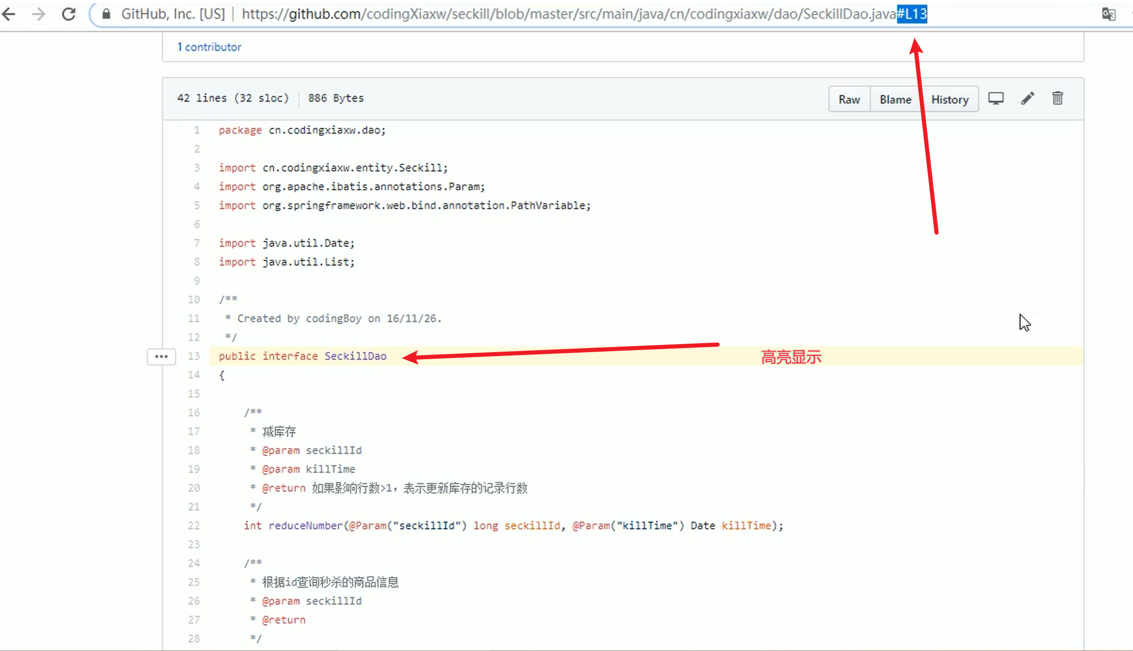 GitHub, Inc. [US] | https://github.com/codingXiaxw/seckill/blob/master/src/main/java/cn/codingxiaxw/dao/SeckillDao.java#L13
1 contributor
42 lines (32 sloc) 886 Bytes Raw Blame History
1 package cn.codingxiaxw.dao;
2
3 import cn.codingxiaxw.entity.Seckill;
4 import org.apache.ibatis.annotations.Param;
5 import org.springframework.web.bind.annotation.PathVariable;
6
7 import java.util.Date;
8 import java.util.List;
9
10 /**
11 * Created by codingBoy on 16/11/26.
12 */
13 public interface SeckillDao 高亮显示
14 {
15
16 /**
17 * 减库存
18 * @param seckillId
19 * @param killTime
20 * @return 如果影响行数>1，表示更新库存的记录行数
21 */
22 int reduceNumber(@Param("seckillId") long seckillId, @Param("killTime") Date killTime);
23
24 /**
25 * 根据id查询秒杀的商品信息
26 * @param seckillId
27 * @return
28 */